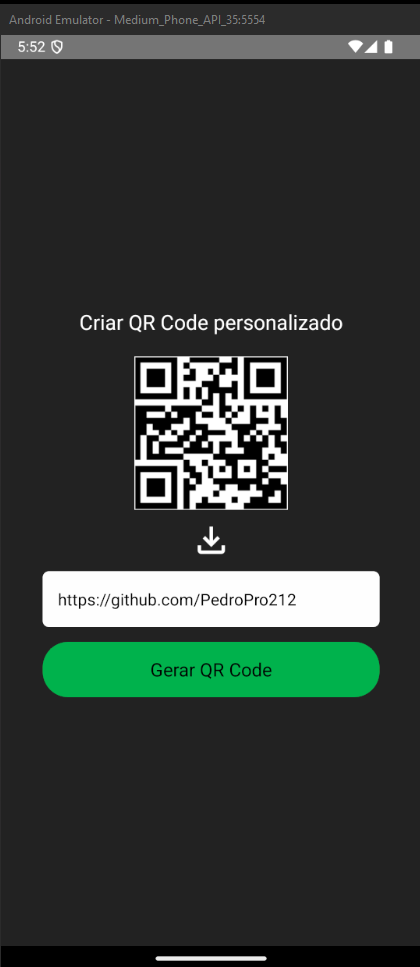 Android Emulator - Medium_Phone_API_35:5554
5:52
Criar QR Code personalizado
https://github.com/PedroPro212
Gerar QR Code